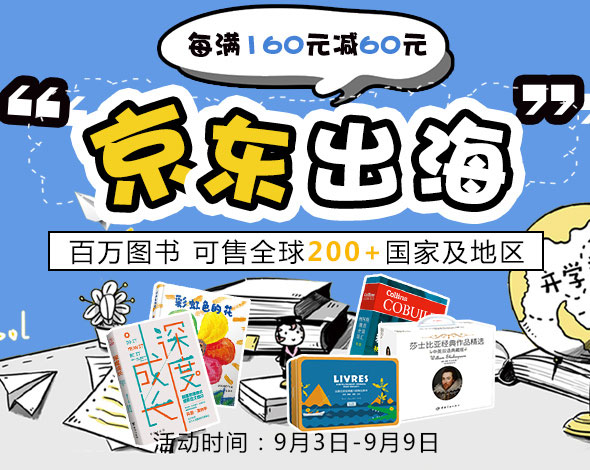 每满160元减60元
“京东出海”
百万图书 可售全球200+国家及地区
开学
彩虹色的花
深度
成长
Collins
COBUILD
莎士比亚经典作品精选
William Shakespeare
LIVRES
活动时间：9月3日-9月9日